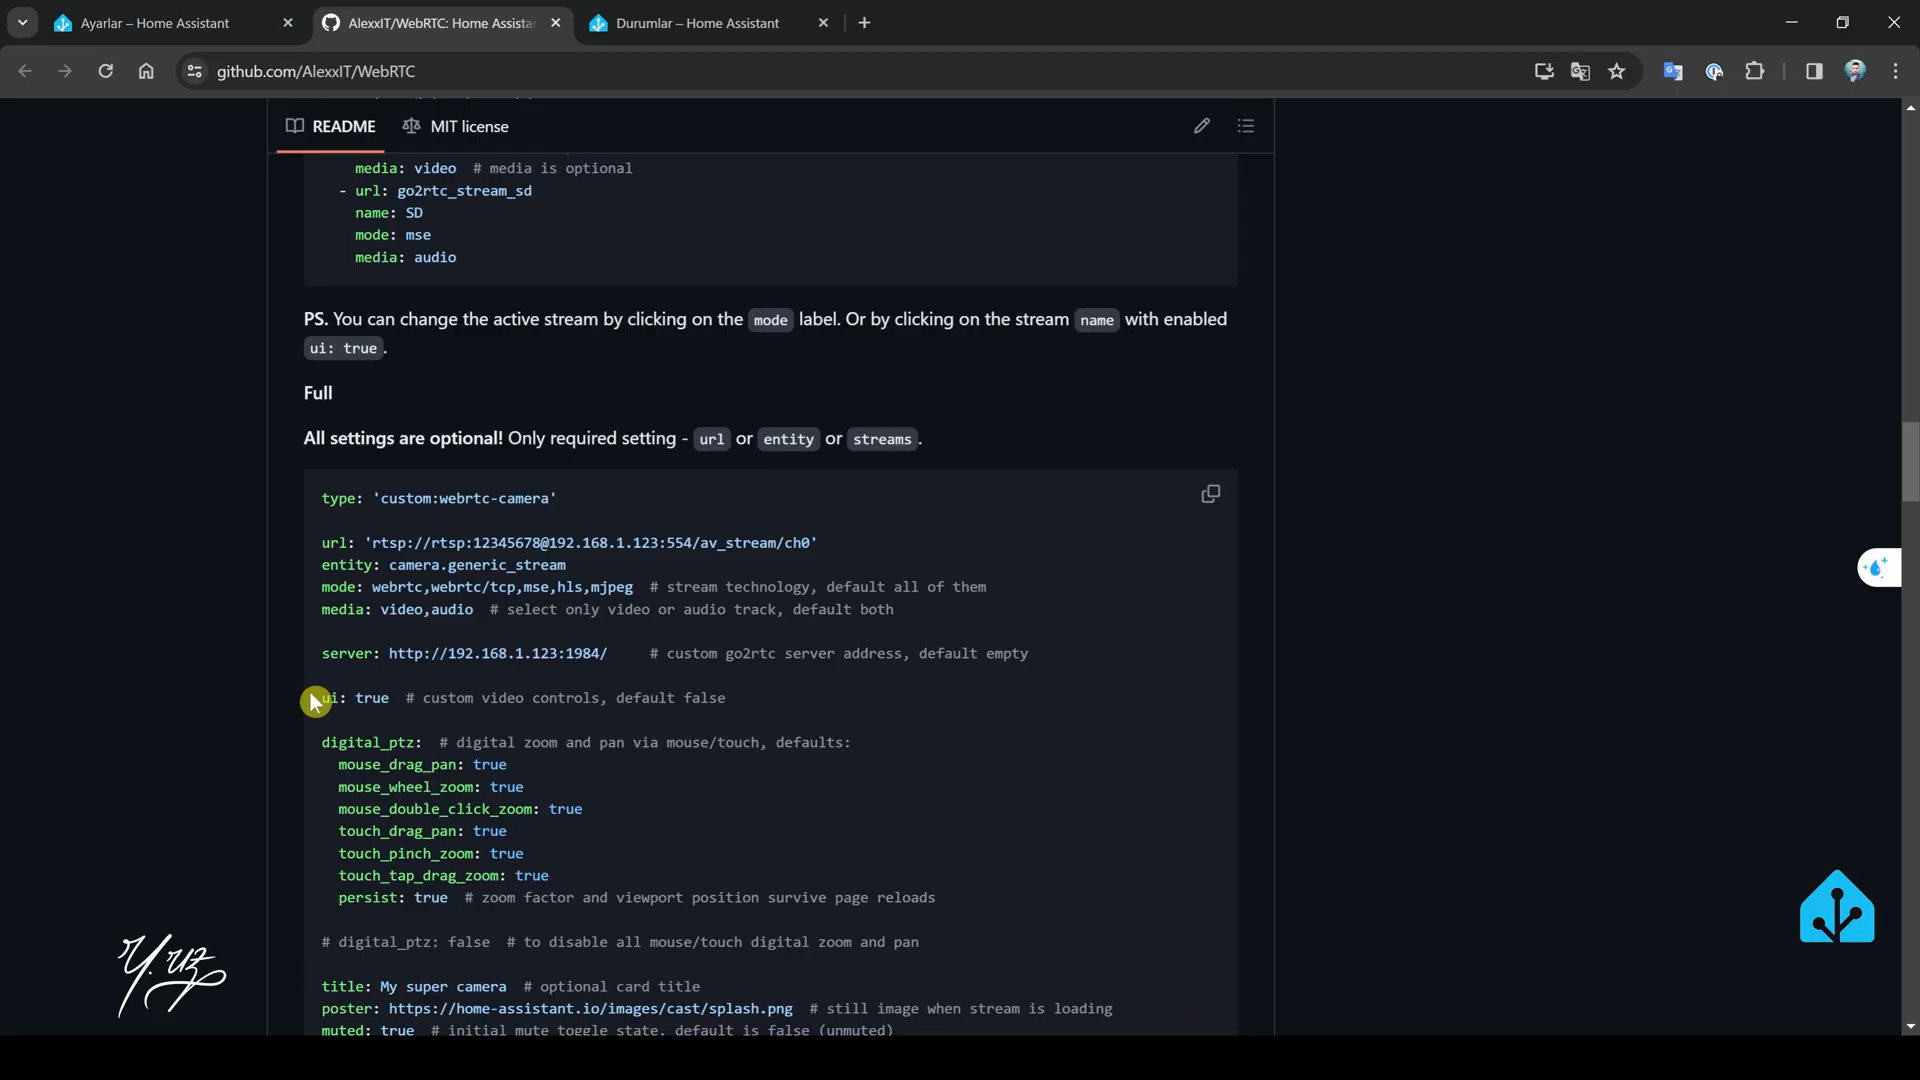 Ayarlar – Home Assistant
AlexxIT/WebRTC: Home Assista
Durumlar – Home Assistant
github.com/AlexxIT/WebRTC
README
MIT license
media: video  # media is optional
- url: go2rtc_stream_sd
name: SD
mode: mse
media: audio
PS. You can change the active stream by clicking on the mode label. Or by clicking on the stream name with enabled
ui: true.
Full
All settings are optional! Only required setting - url or entity or streams.
type: 'custom:webrtc-camera'
url: 'rtsp://rtsp:12345678@192.168.1.123:554/av_stream/ch0'
entity: camera.generic_stream
mode: webrtc,webrtc/tcp,mse,hls,mjpeg  # stream technology, default all of them
media: video,audio  # select only video or audio track, default both
server: http://192.168.1.123:1984/     # custom go2rtc server address, default empty
ui: true  # custom video controls, default false
digital_ptz:  # digital zoom and pan via mouse/touch, defaults:
mouse_drag_pan: true
mouse_wheel_zoom: true
mouse_double_click_zoom: true
touch_drag_pan: true
touch_pinch_zoom: true
touch_tap_drag_zoom: true
persist: true  # zoom factor and viewport position survive page reloads
# digital_ptz: false  # to disable all mouse/touch digital zoom and pan
title: My super camera  # optional card title
poster: https://home-assistant.io/images/cast/splash.png  # still image when stream is loading
muted: true  # initial mute toggle state, default is false (unmuted)